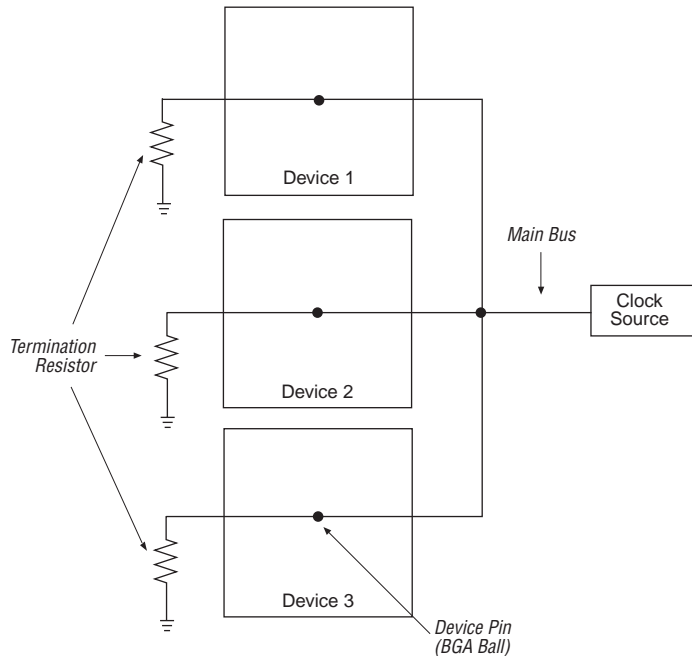 Device 1
Main Bus
Clock
Source
Termination
Resistor
Device 2
Device 3
Device Pin
(BGA Ball)